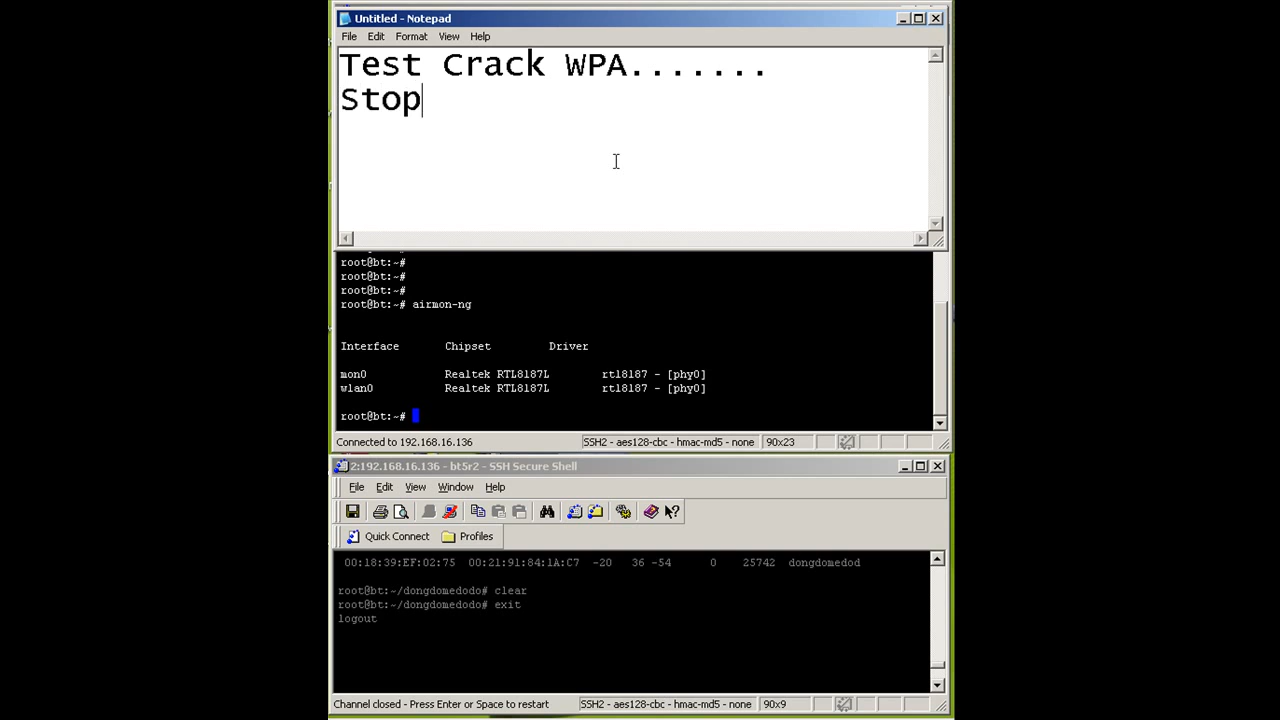 Untitled - Notepad
File Edit Format View Help
Test Crack WPA.......
Stop
root@bt:~#
root@bt:~#
root@bt:~#
root@bt:~# airmon-ng
Interface Chipset Driver
mon0 Realtek RTL8187L rtl8187 - [phy0]
wlan0 Realtek RTL8187L rtl8187 - [phy0]
root@bt:~#
Connected to 192.168.16.136 SSH2 - aes128-cbc - hmac-md5 - none 90x23
2:192.168.16.136 - bt5r2 - SSH Secure Shell
File Edit View Window Help
Quick Connect Profiles
00:18:39:EF:02:75 00:21:91:84:1A:C7 -20 36 -54 0 25742 dongdomedod
root@bt:~/dongdomedodo# clear
root@bt:~/dongdomedodo# exit
logout
Channel closed - Press Enter or Space to restart SSH2 - aes128-cbc - hmac-md5 - none 90x9